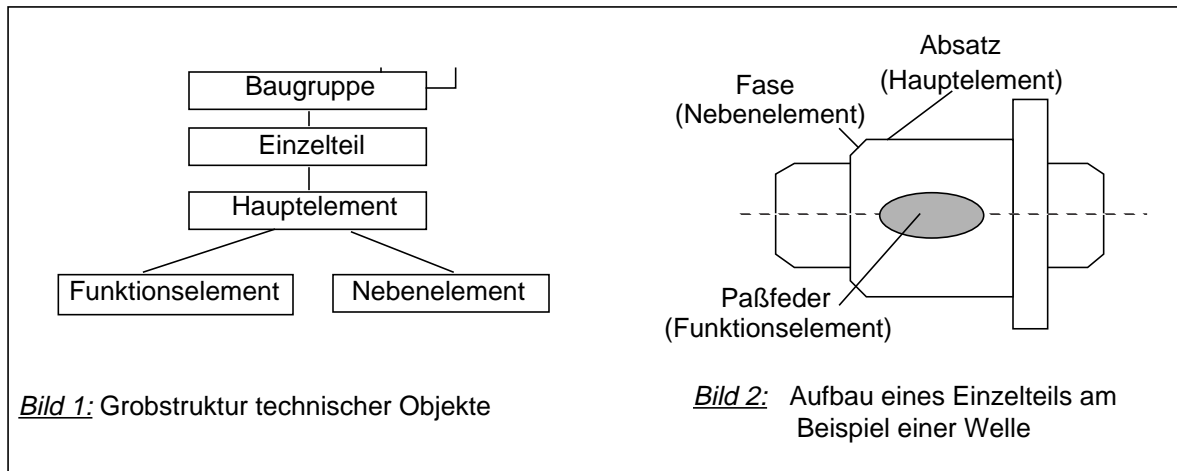 Baugruppe
Einzelteil
Hauptelement
Funktionselement
Nebenelement
Bild 1: Grobstruktur technischer Objekte
Absatz
(Hauptelement)
Fase
(Nebenelement)
Paßfeder
(Funktionselement)
Bild 2: Aufbau eines Einzelteils am
Beispiel einer Welle